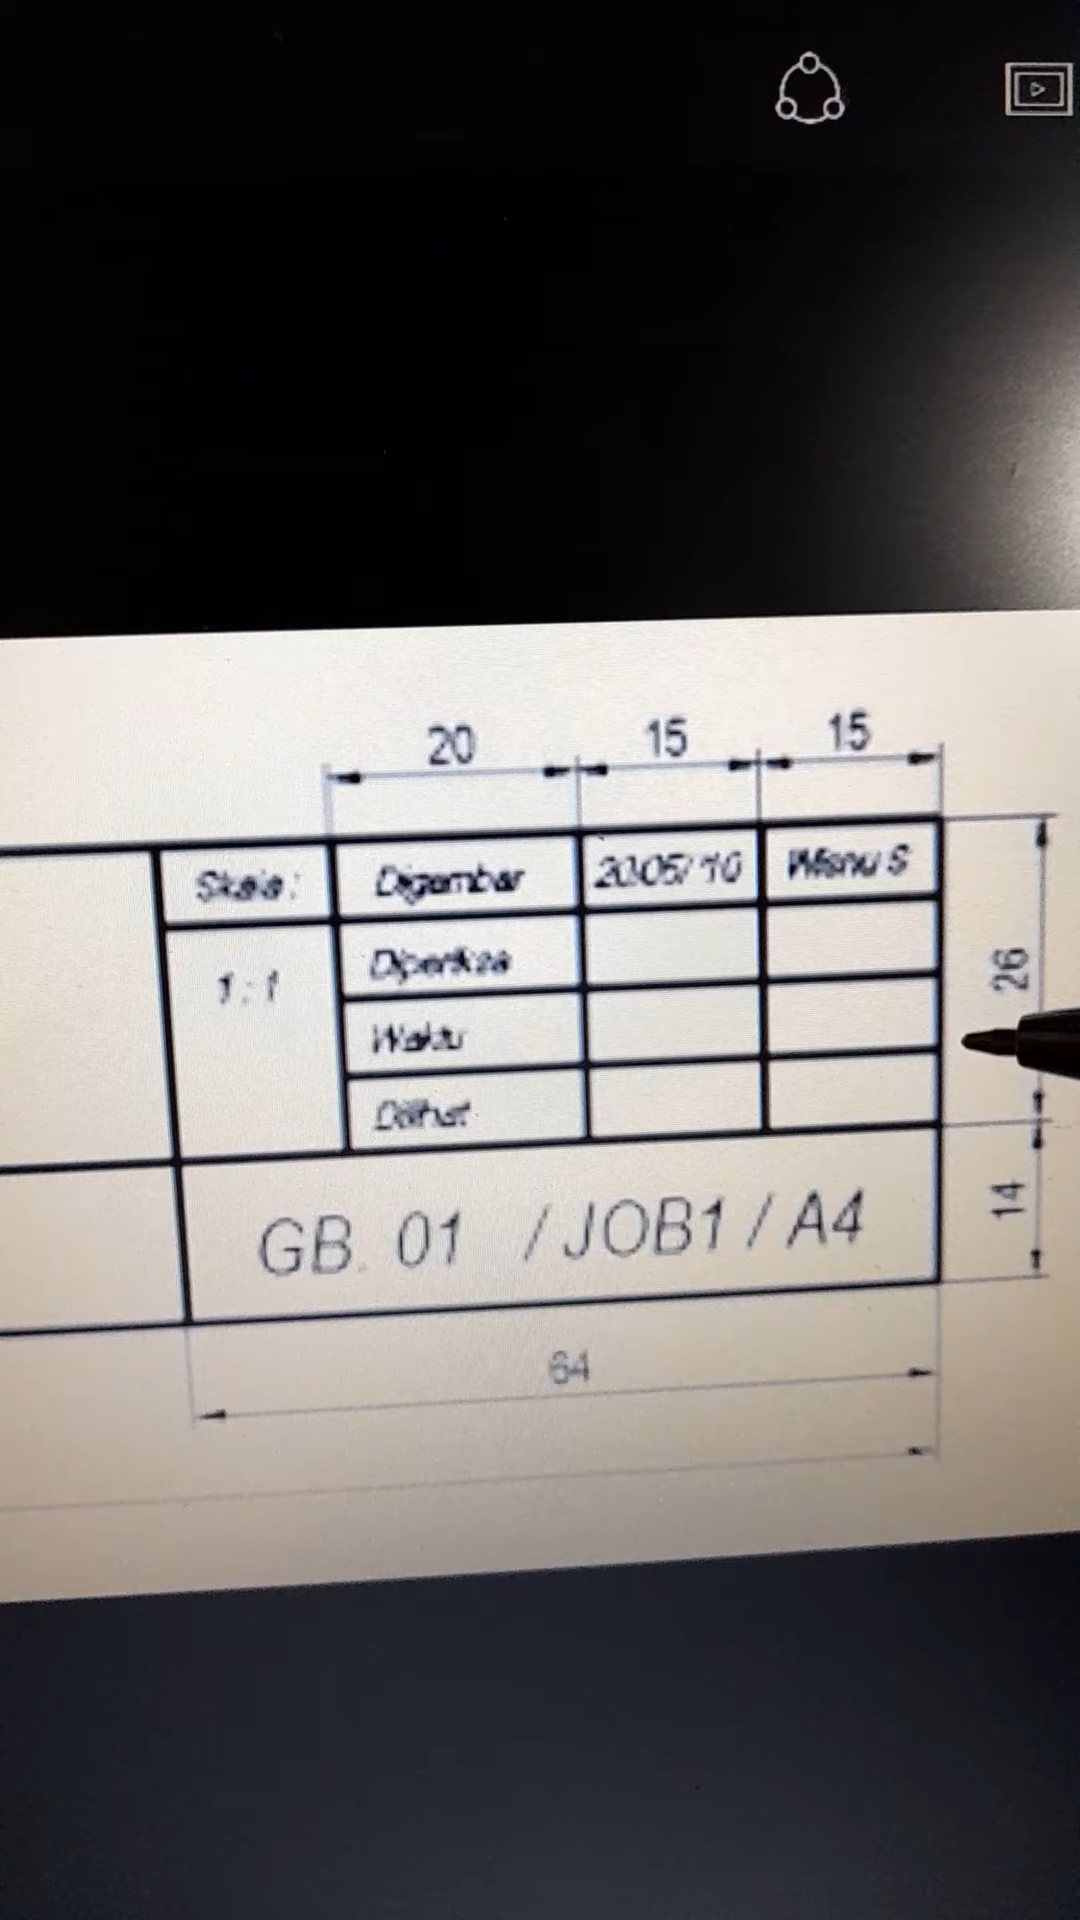 20 15 15
Skala : Digambar 20/05/'10 Wisnu S
Diperiksa
1 : 1
26
Waktu
Dilihat
GB. 01 / JOB1 / A4
14
64